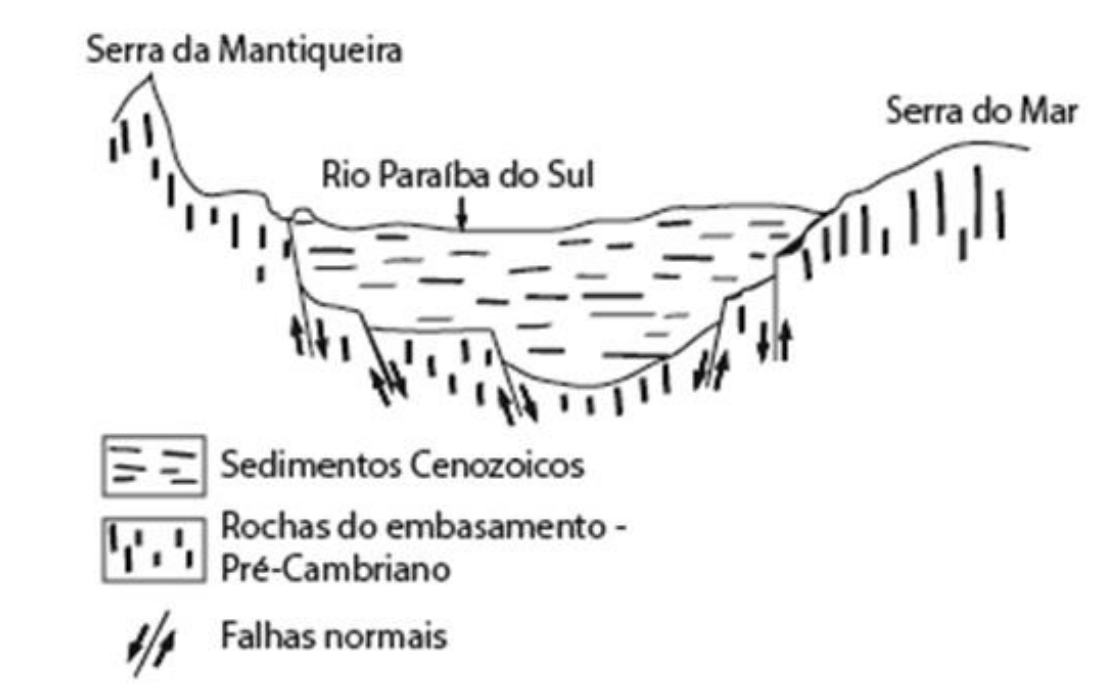 Serra da Mantiqueira
Serra do Mar
Rio Paraíba do Sul
Sedimentos Cenozoicos
Rochas do embasamento -
Pré-Cambriano
Falhas normais